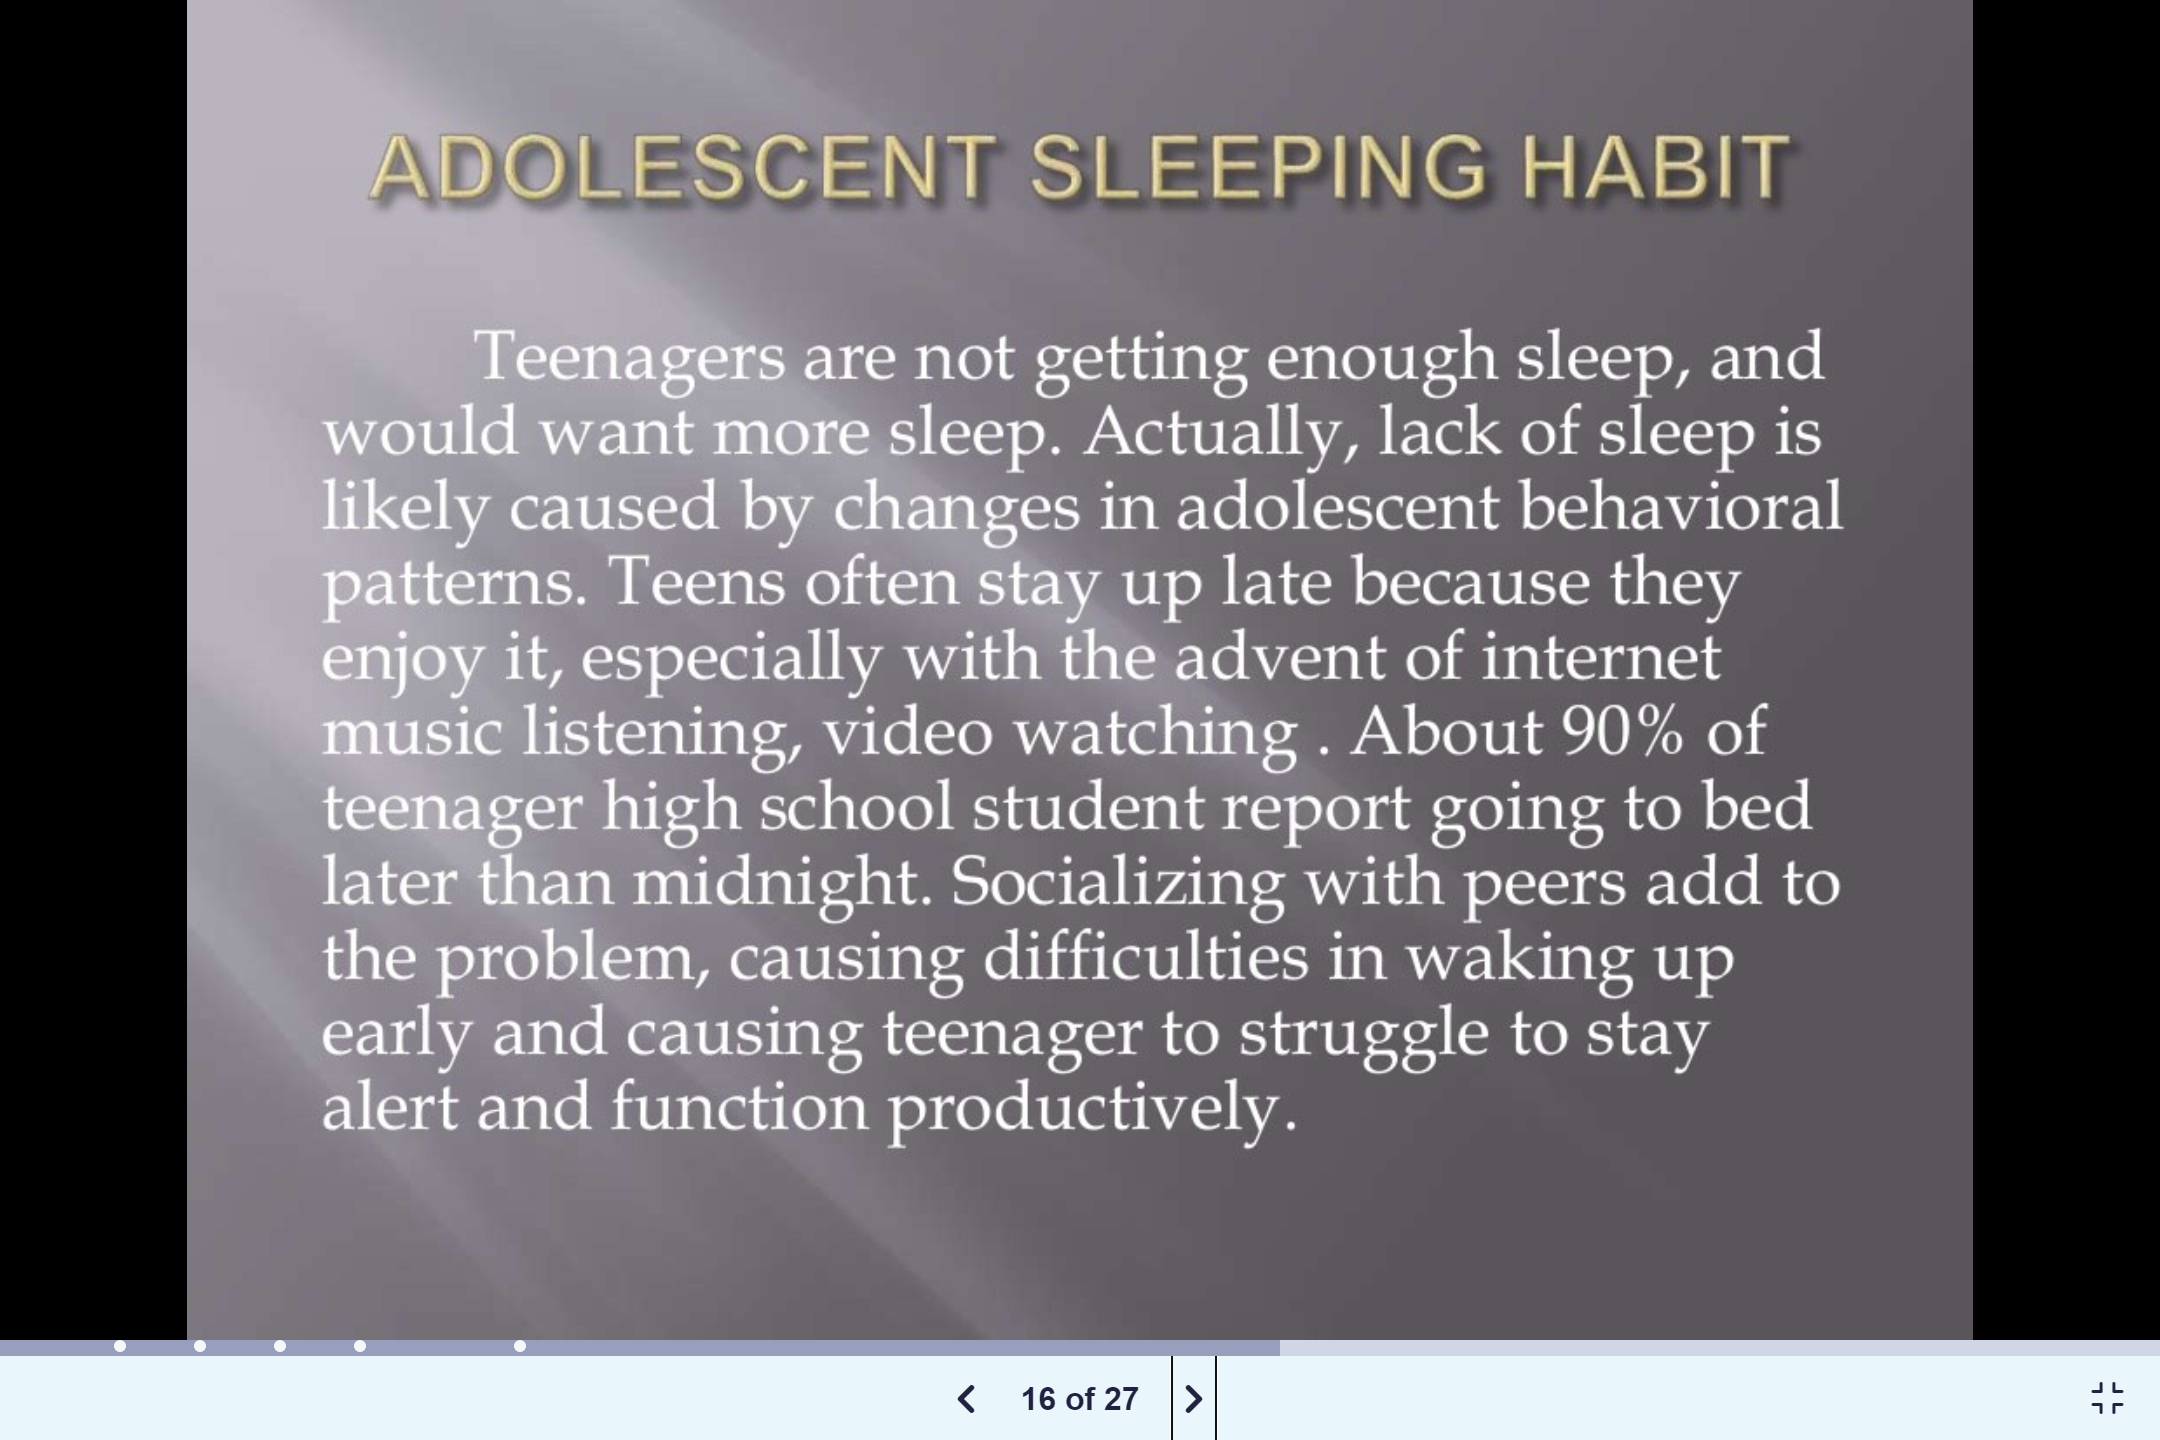 ADOLESCENT SLEEPING HABIT
Teenagers are not getting enough sleep, and
would want more sleep. Actually, lack of sleep is
likely caused by changes in adolescent behavioral
patterns. Teens often stay up late because they
enjoy it, especially with the advent of internet
music listening, video watching . About 90% of
teenager high school student report going to bed
later than midnight. Socializing with peers add to
the problem, causing difficulties in waking up
early and causing teenager to struggle to stay
alert and function productively.
16 of 27